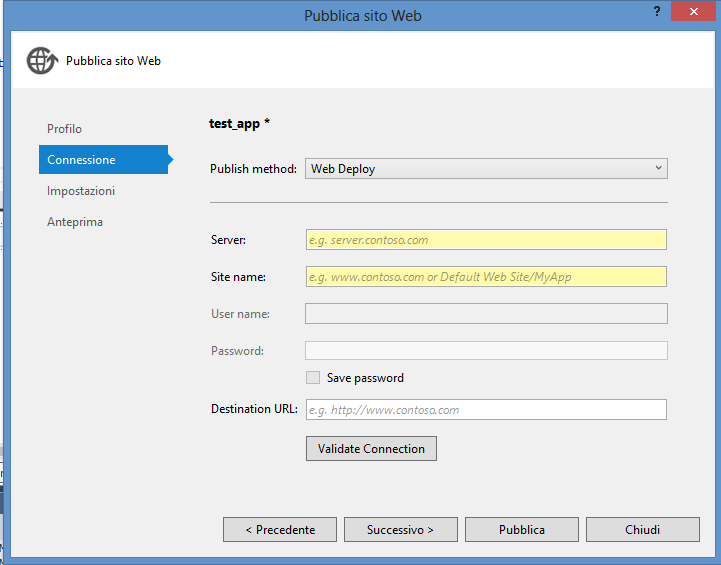 Pubblica sito Web
?
Pubblica sito Web
Profilo
Connessione
Impostazioni
Anteprima
test_app *
Publish method: Web Deploy
Server: e.g. server.contoso.com
Site name: e.g. www.contoso.com or Default Web Site/MyApp
User name:
Password:
Save password
Destination URL: e.g. http://www.contoso.com
Validate Connection
< Precedente Successivo > Pubblica Chiudi